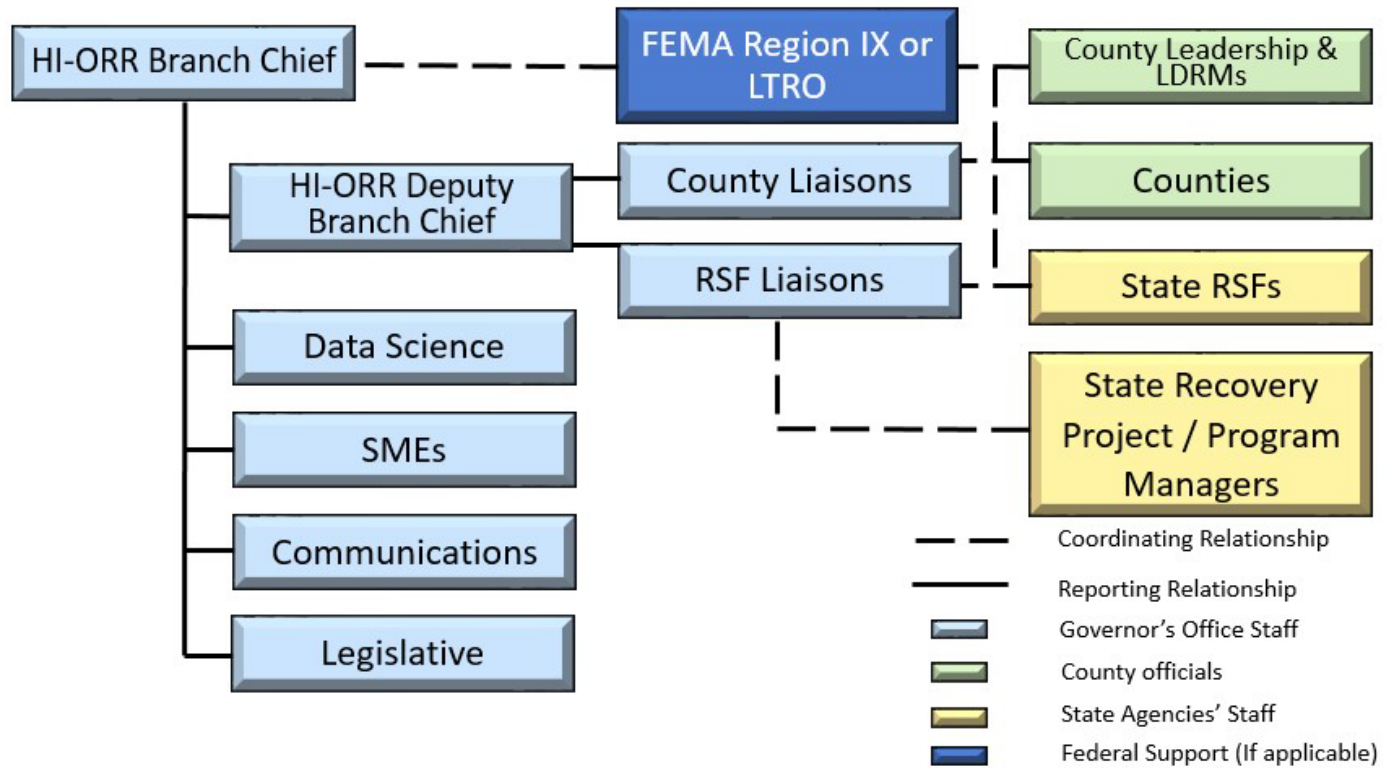 HI-ORR Branch Chief
FEMA Region IX or
LTRO
County Leadership &
LDRMs
HI-ORR Deputy
Branch Chief
County Liaisons
Counties
RSF Liaisons
State RSFs
Data Science
SMEs
Communications
Legislative
State Recovery
Project / Program
Managers
Coordinating Relationship
Reporting Relationship
Governor’s Office Staff
County officials
State Agencies’ Staff
Federal Support (If applicable)